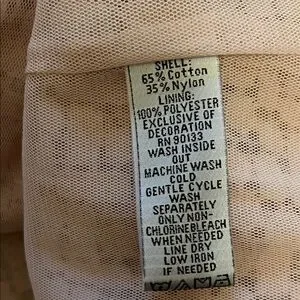 SHELL:
65% Cotton
35% Nylon
LINING:
100% POLYESTER
EXCLUSIVE OF
DECORATION
RN 90133
WASH INSIDE
OUT
MACHINE WASH
COLD
GENTLE CYCLE
WASH
SEPARATELY
ONLY NON-
CHLORINE BLEACH
WHEN NEEDED
LINE DRY
LOW IRON
IF NEEDED